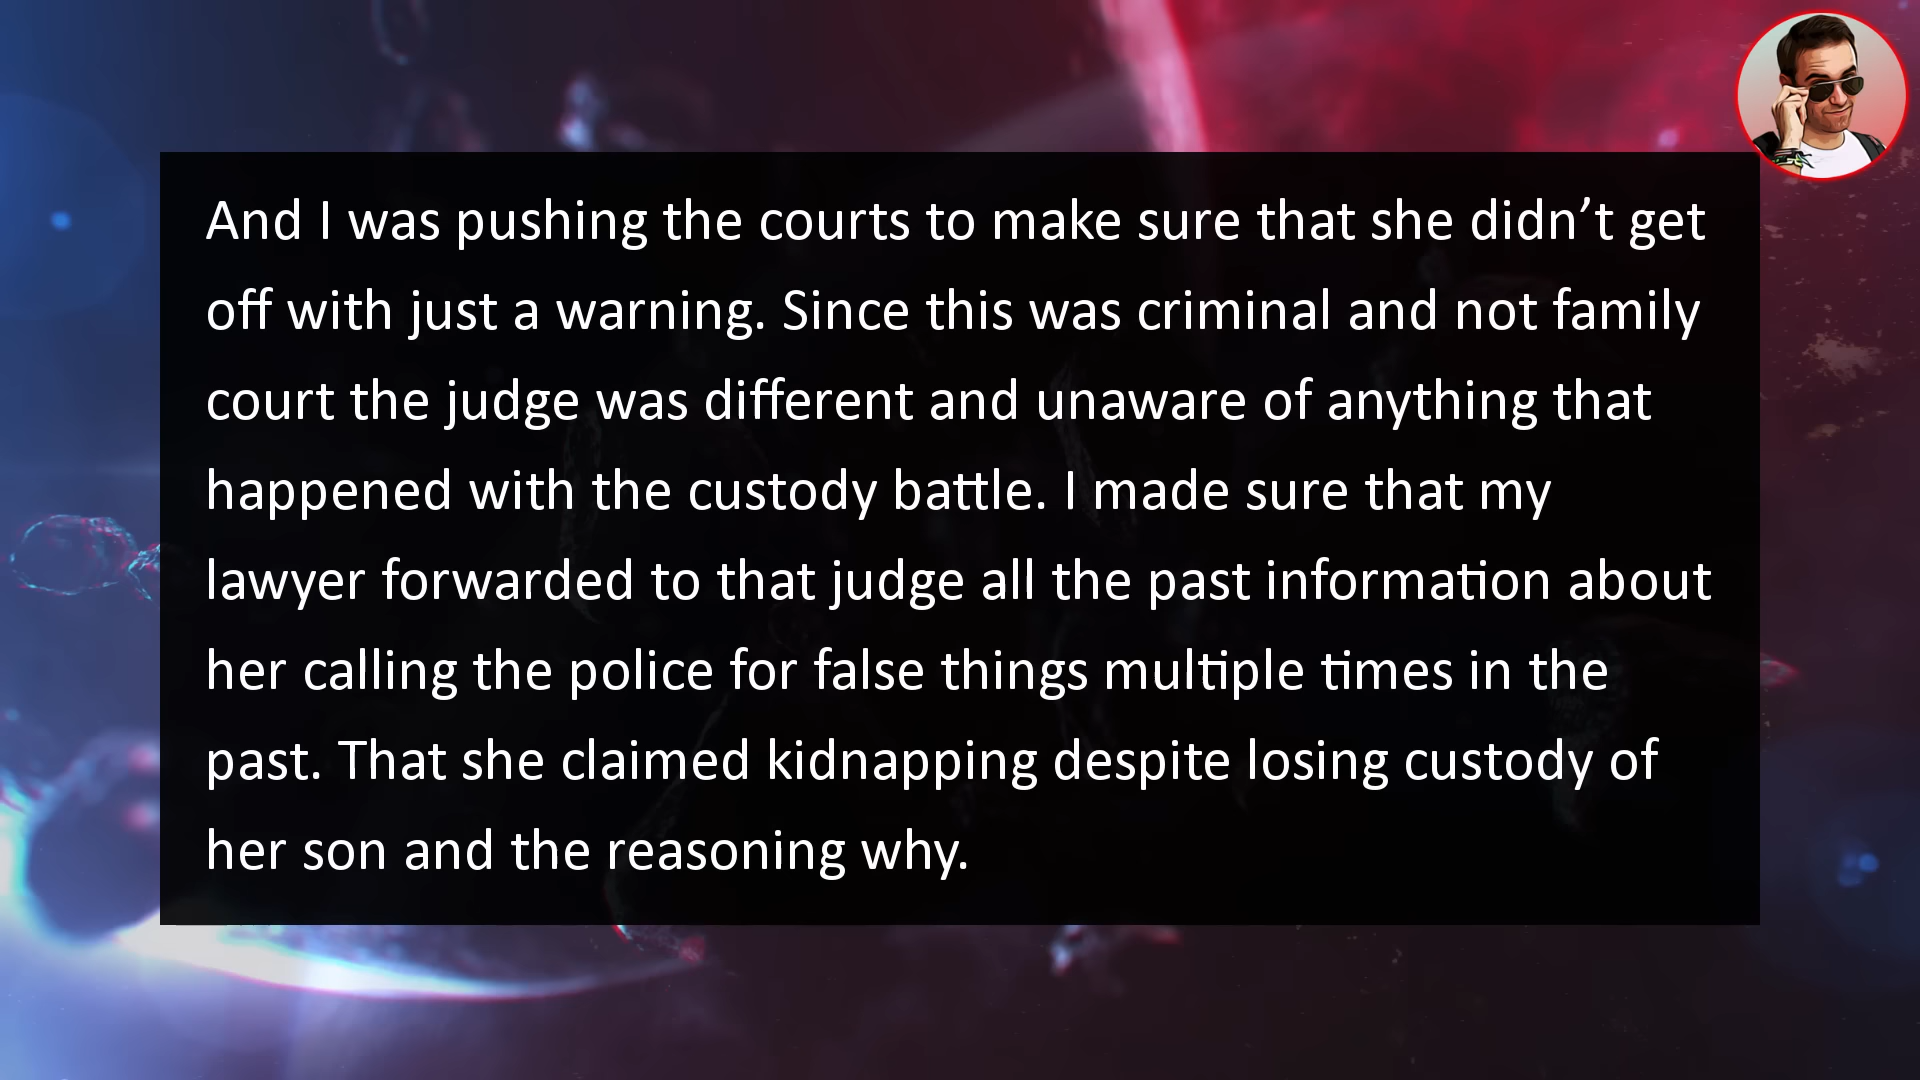 And I was pushing the courts to make sure that she didn’t get
off with just a warning. Since this was criminal and not family
court the judge was different and unaware of anything that
happened with the custody battle. I made sure that my
lawyer forwarded to that judge all the past information about
her calling the police for false things multiple times in the
past. That she claimed kidnapping despite losing custody of
her son and the reasoning why.